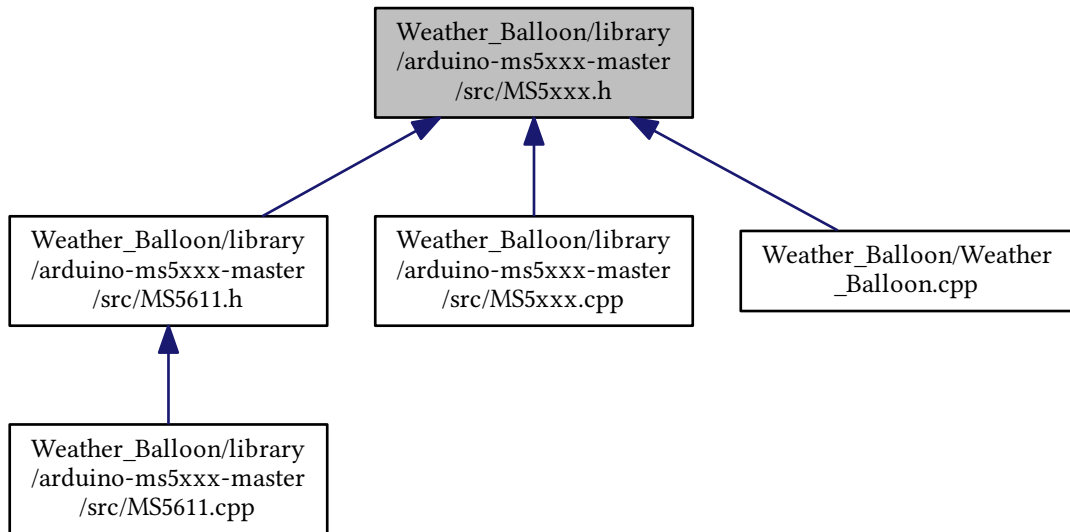 Weather_Balloon/library
/arduino-ms5xxx-master
/src/MS5xxx.h
Weather_Balloon/library
/arduino-ms5xxx-master
/src/MS5611.h
Weather_Balloon/library
/arduino-ms5xxx-master
/src/MS5xxx.cpp
Weather_Balloon/Weather
_Balloon.cpp
Weather_Balloon/library
/arduino-ms5xxx-master
/src/MS5611.cpp